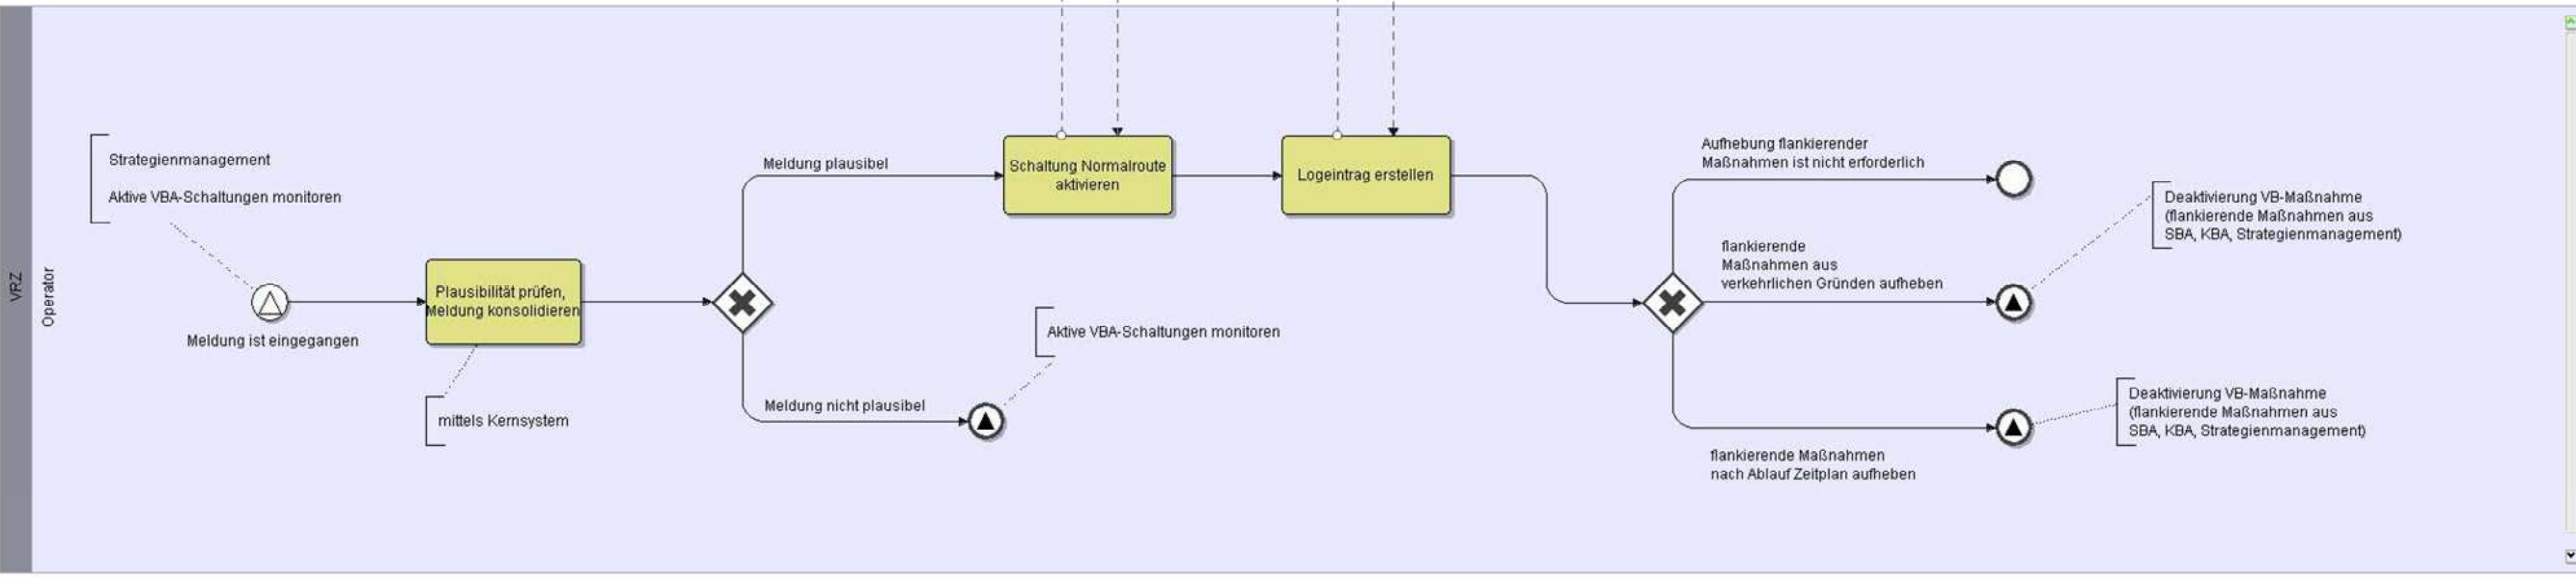 VRZ
Operator
Strategienmanagement
Aktive VBA-Schaltungen monitoren
Meldung ist eingegangen
Plausibilität prüfen,
Meldung konsolidieren
mittels Kernsystem
Meldung plausibel
Meldung nicht plausibel
Aktive VBA-Schaltungen monitoren
Schaltung Normalroute
aktivieren
Logeintrag erstellen
Aufhebung flankierender
Maßnahmen ist nicht erforderlich
flankierende
Maßnahmen aus
verkehrlichen Gründen aufheben
flankierende Maßnahmen
nach Ablauf Zeitplan aufheben
Deaktivierung VB-Maßnahme
(flankierende Maßnahmen aus
SBA, KBA, Strategienmanagement)
Deaktivierung VB-Maßnahme
(flankierende Maßnahmen aus
SBA, KBA, Strategienmanagement)